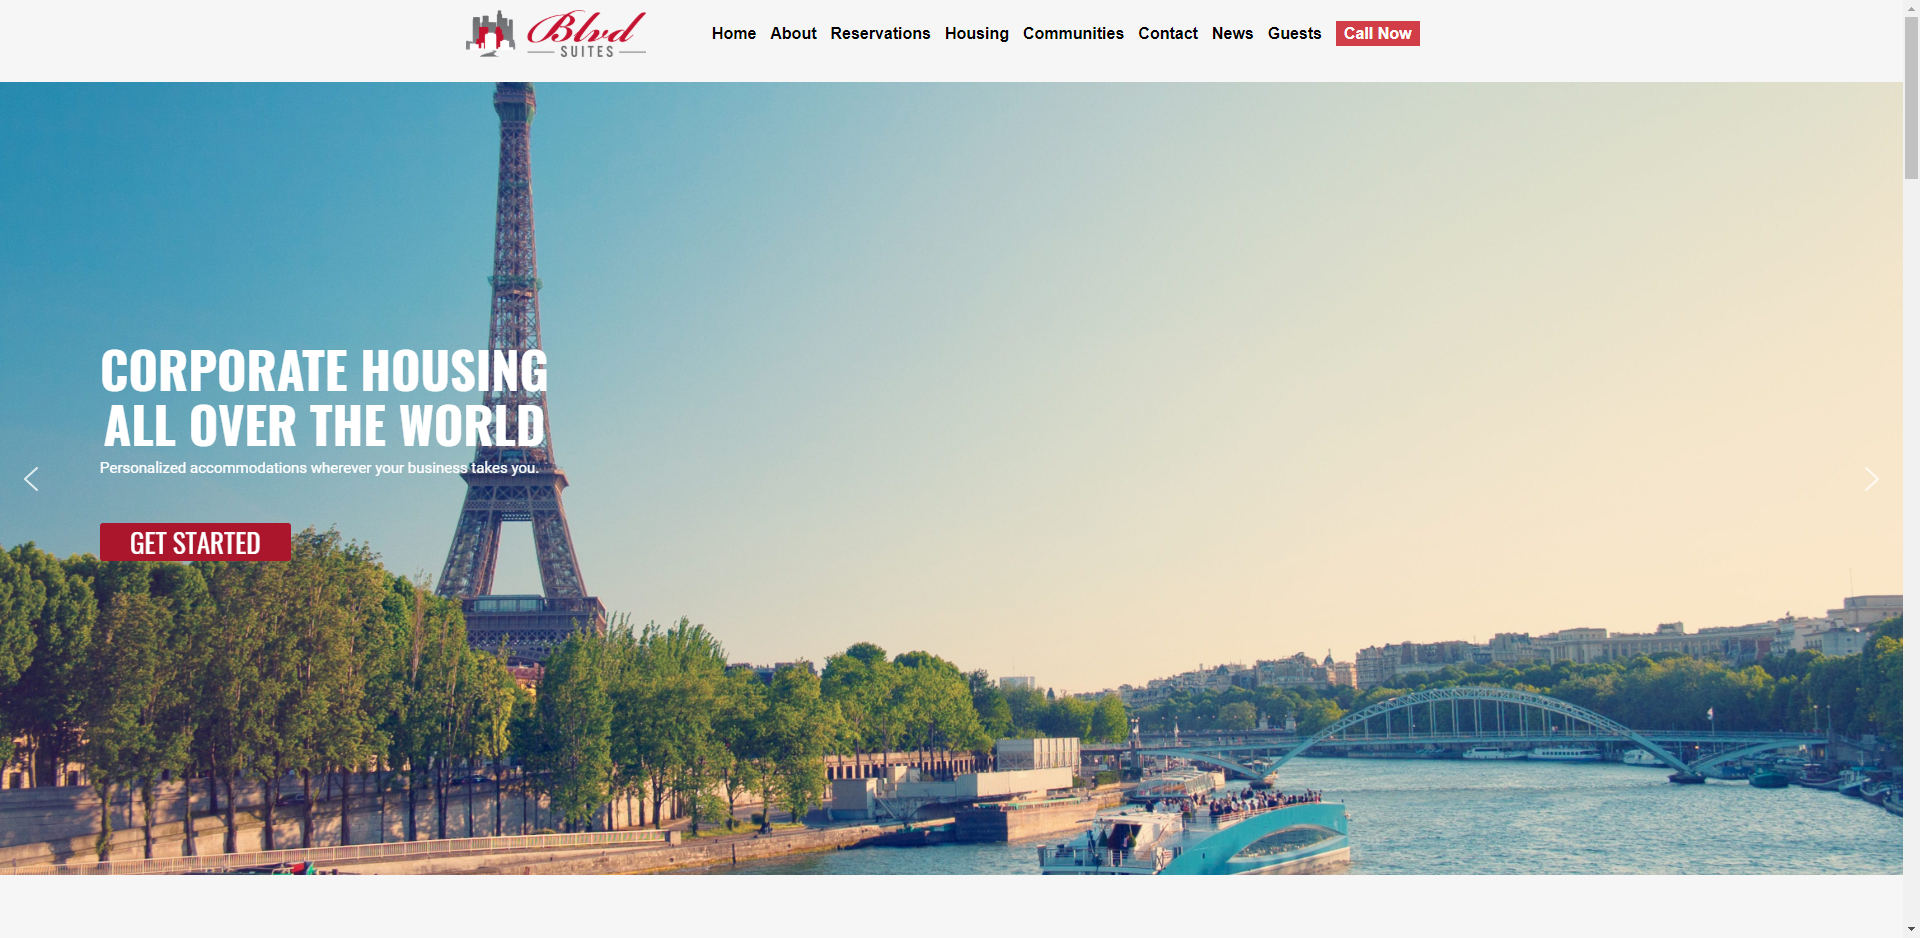 Blvd
SUITES
Home About Reservations Housing Communities Contact News Guests Call Now
CORPORATE HOUSING
ALL OVER THE WORLD
Personalized accommodations wherever your business takes you.
GET STARTED